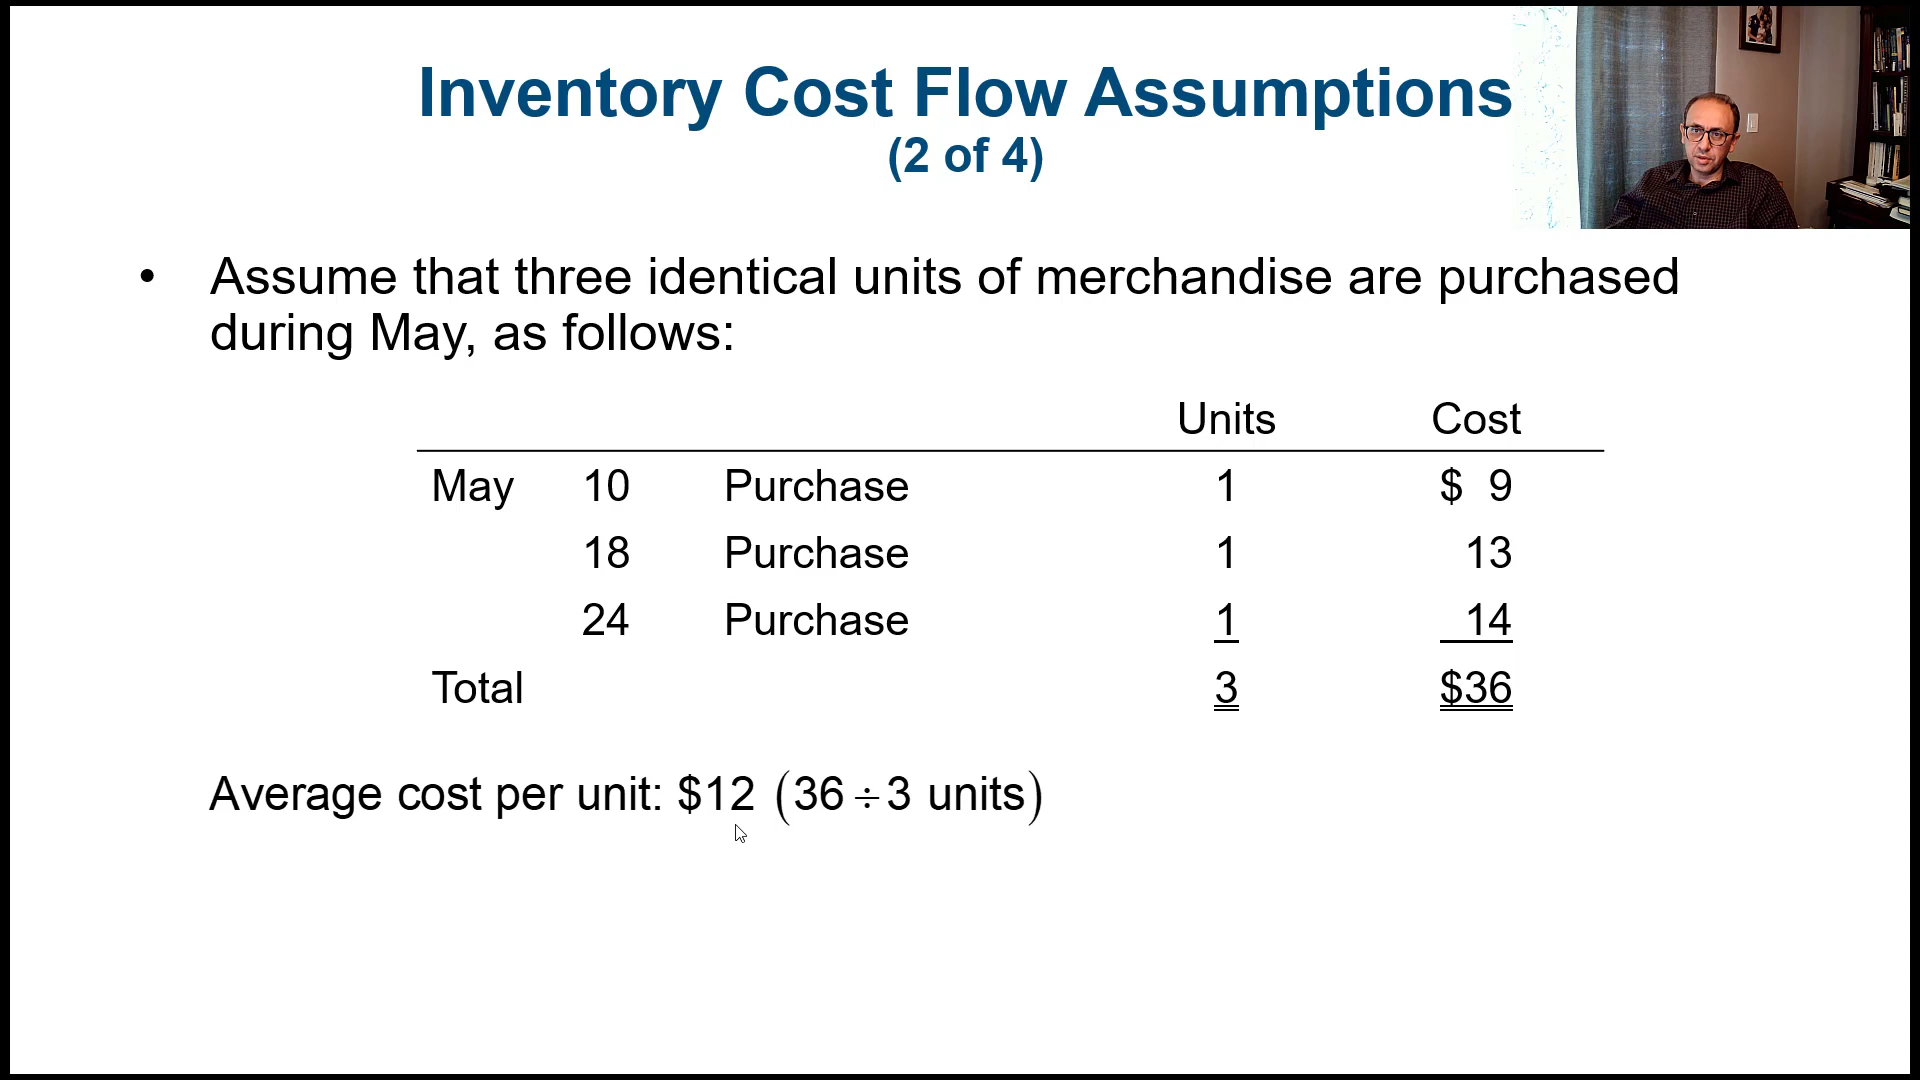 Inventory Cost Flow Assumptions
(2 of 4)
• Assume that three identical units of merchandise are purchased
during May, as follows:
Units Cost
May 10 Purchase 1 $ 9
18 Purchase 1 13
24 Purchase 1 14
Total 3 $36
Average cost per unit: $12 (36 ÷ 3 units)